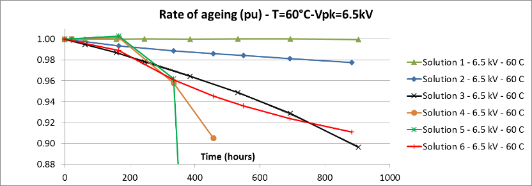 Rate of ageing (pu) - T=60°C-Vpk=6.5kV
1.00
0.98
0.96
0.94
0.92
0.90
0.88
0
200
400
600
800
1000
Time (hours)
Solution 1 - 6.5 kV - 60 C
Solution 2 - 6.5 kV - 60 C
Solution 3 - 6.5 kV - 60 C
Solution 4 - 6.5 kV - 60 C
Solution 5 - 6.5 kV - 60 C
Solution 6 - 6.5 kV - 60 C